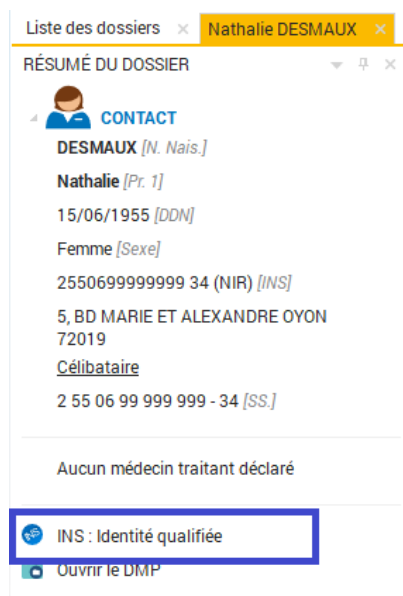 Liste des dossiers × Nathalie DESMAUX ×
RÉSUMÉ DU DOSSIER
CONTACT
DESMAUX [N. Nais.]
Nathalie [Pr. 1]
15/06/1955 [DDN]
Femme [Sexe]
2550699999999 34 (NIR) [INS]
5, BD MARIE ET ALEXANDRE OYON
72019
Célibataire
2 55 06 99 999 999 - 34 [SS.]
Aucun médecin traitant déclaré
INS : Identité qualifiée
Ouvrir le DMP